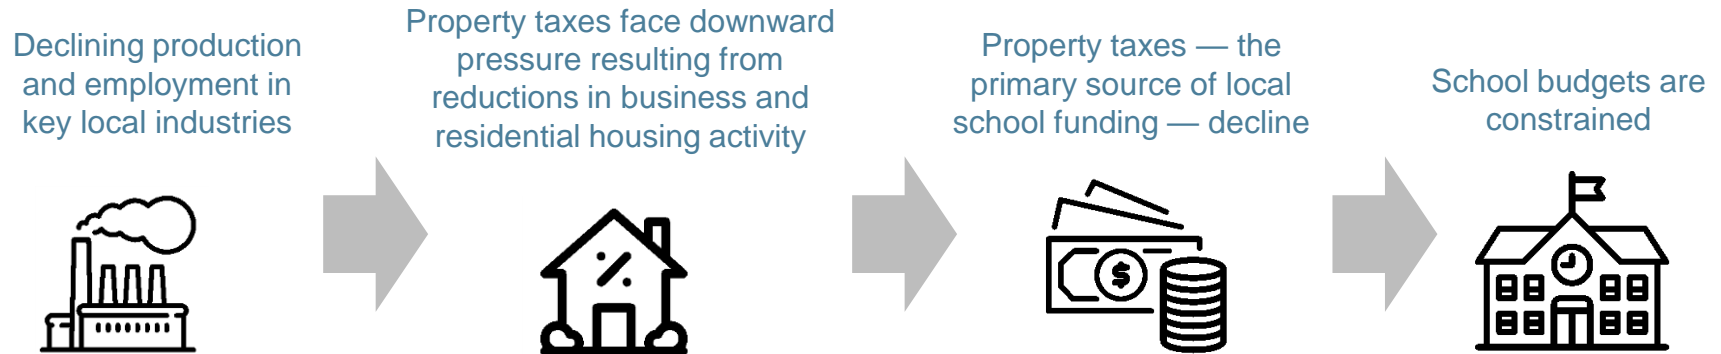 Declining production
and employment in
key local industries
Property taxes face downward
pressure resulting from
reductions in business and
residential housing activity
Property taxes — the
primary source of local
school funding — decline
School budgets are
constrained
%
$